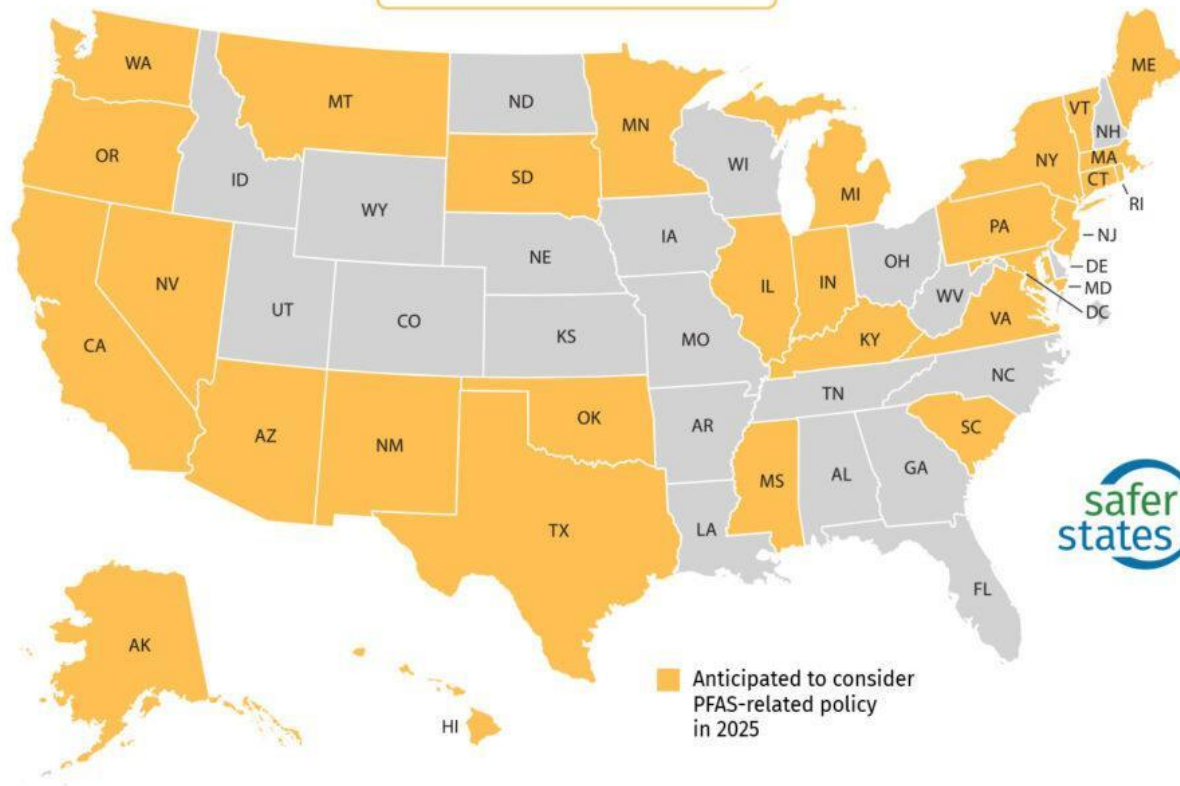 WA
MT
ND
MN
ME
VT
NH
OR
ID
SD
WI
NY
MA
CT
RI
WY
MI
IA
PA
NJ
NE
NV
UT
CO
IL
IN
OH
DE
WV
MD
DC
CA
KS
MO
KY
VA
NC
TN
AZ
NM
OK
AR
SC
MS
AL
GA
TX
LA
safer
states
FL
AK
HI
Anticipated to consider
PFAS-related policy
in 2025